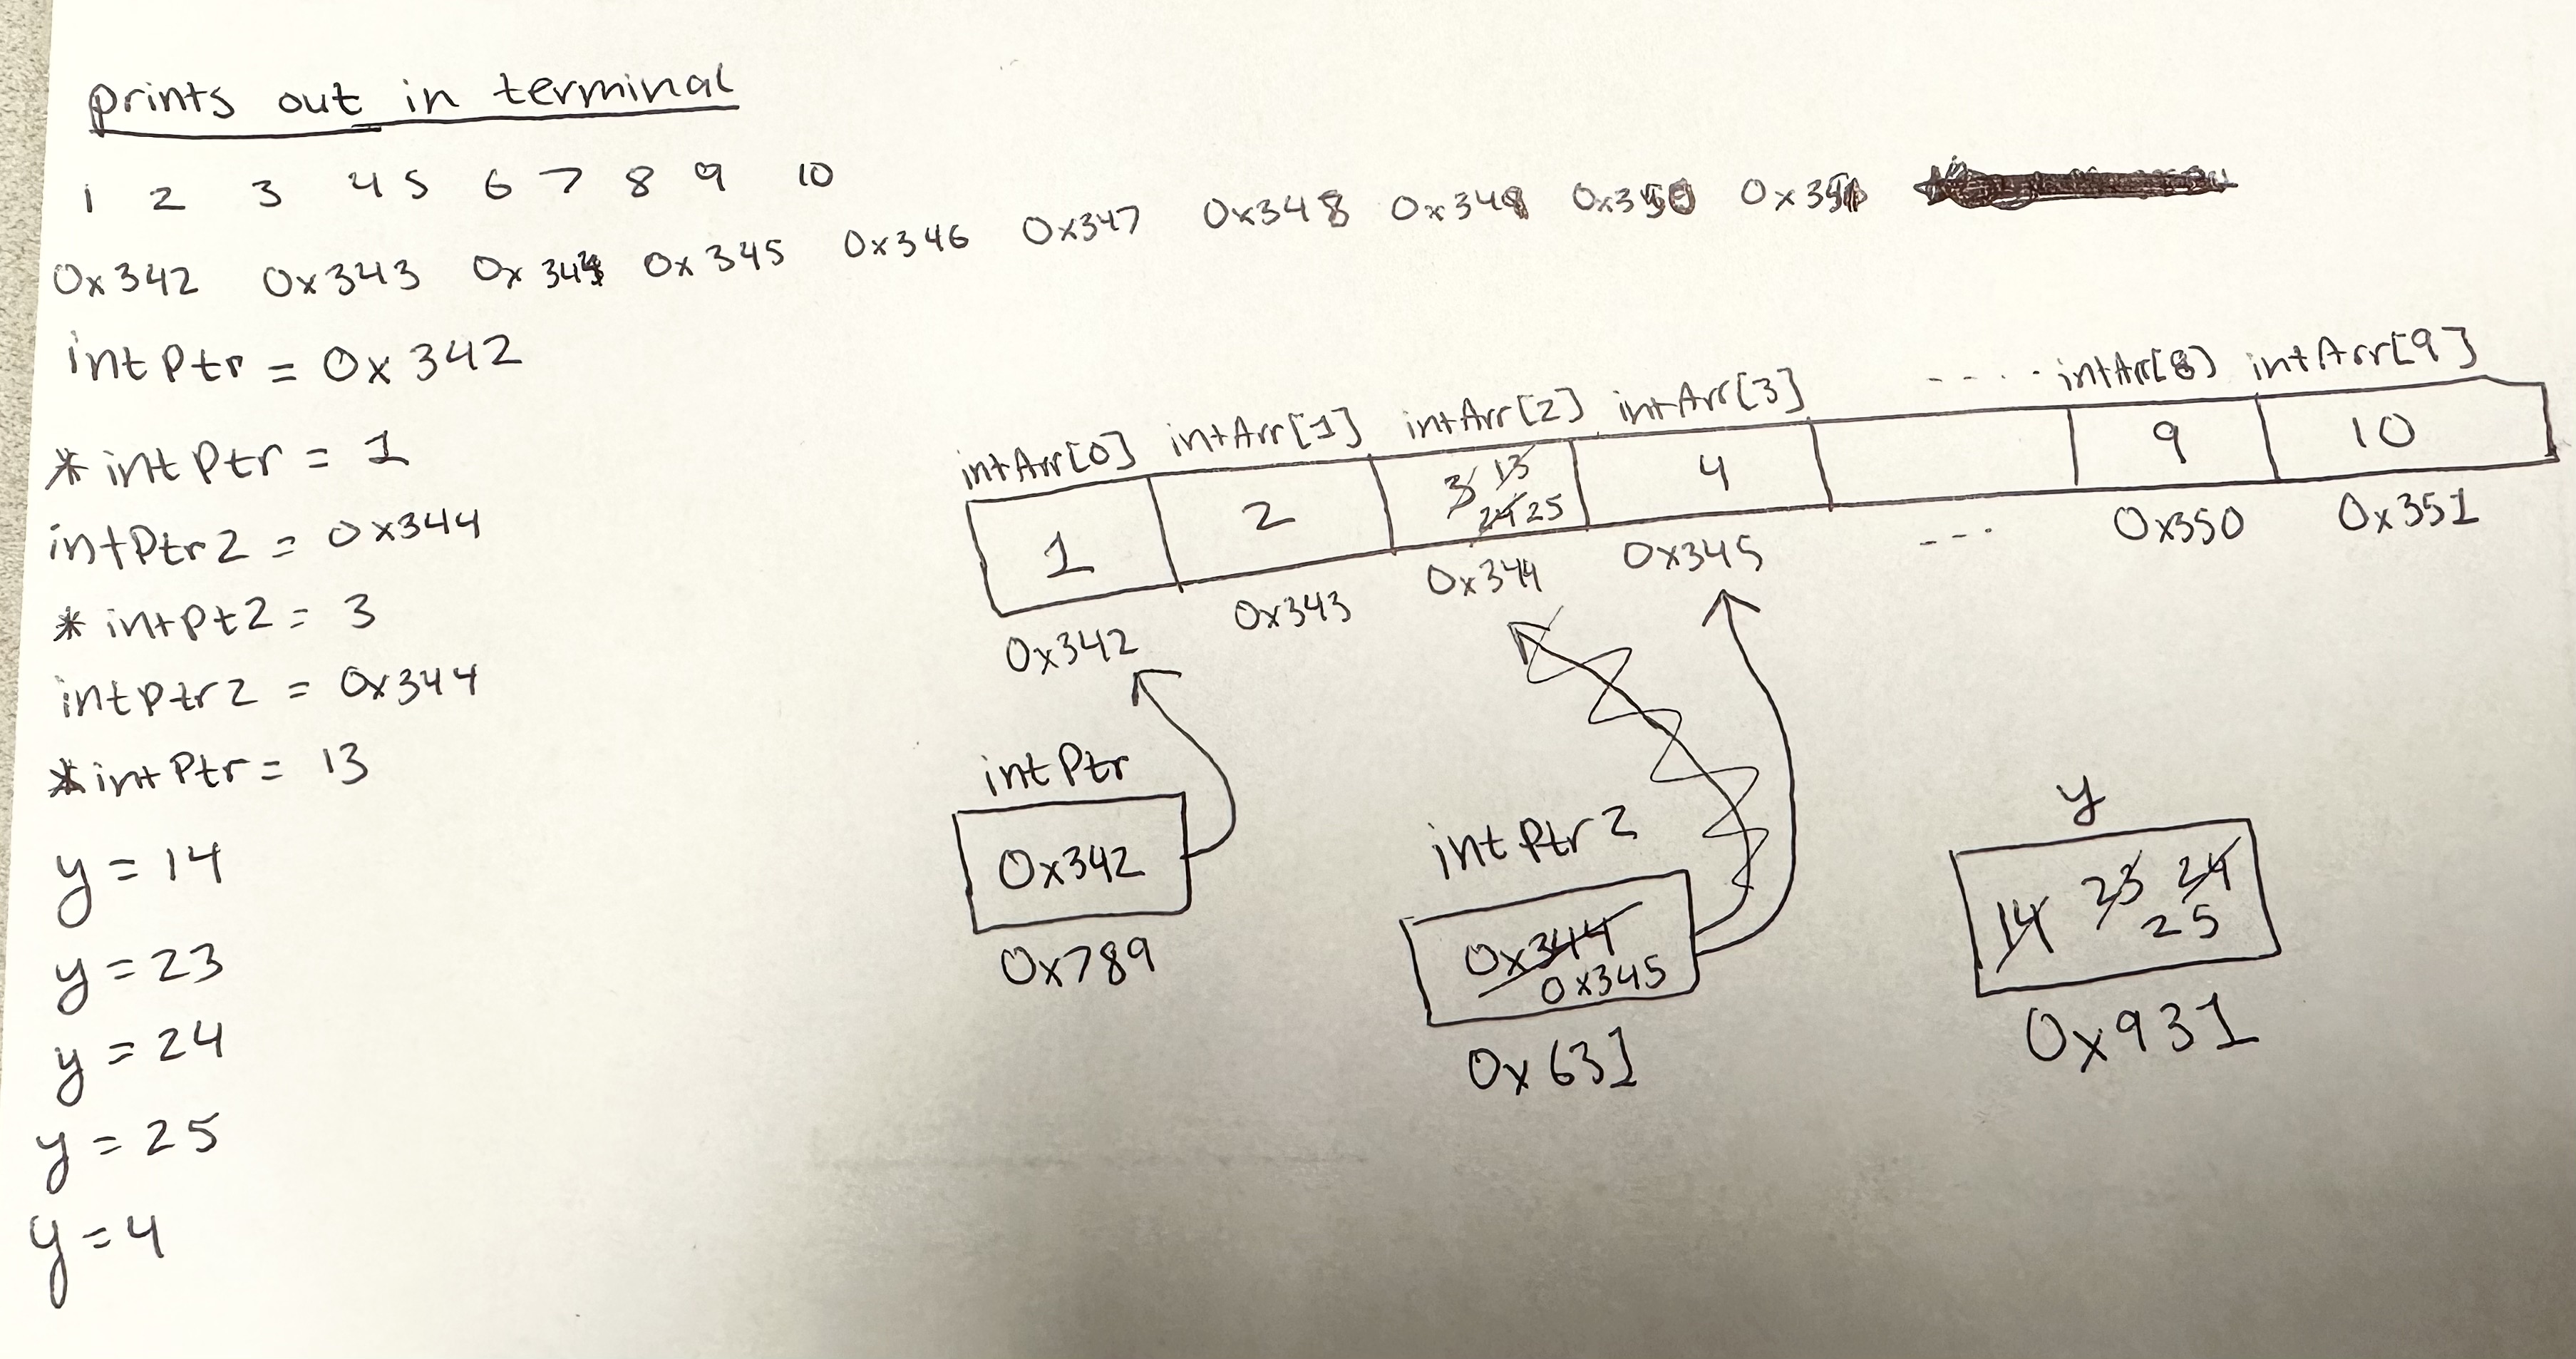 prints out in terminal
1 2 3 4 5 6 7 8 9 10
0x342 0x343 0x344 0x345 0x346 0x347 0x348 0x349 0x350 0x351
intPtr = 0x342
*intPtr = 1
intPtr2 = 0x344
*intPt2 = 3
intptr2 = 0x344
*intPtr = 13
y = 14
y = 23
y = 24
y = 25
y = 4
intArr[0] intArr[1] intArr[2] intArr[3] ---- intArr[8] intArr[9]
1 2 3 13 4 9 10
24 25
0x342 0x343 0x344 0x345 --- 0x350 0x351
intPtr
0x342
0x789
intPtr2
0x344
0x345
0x631
y
14 23 24
25
0x931